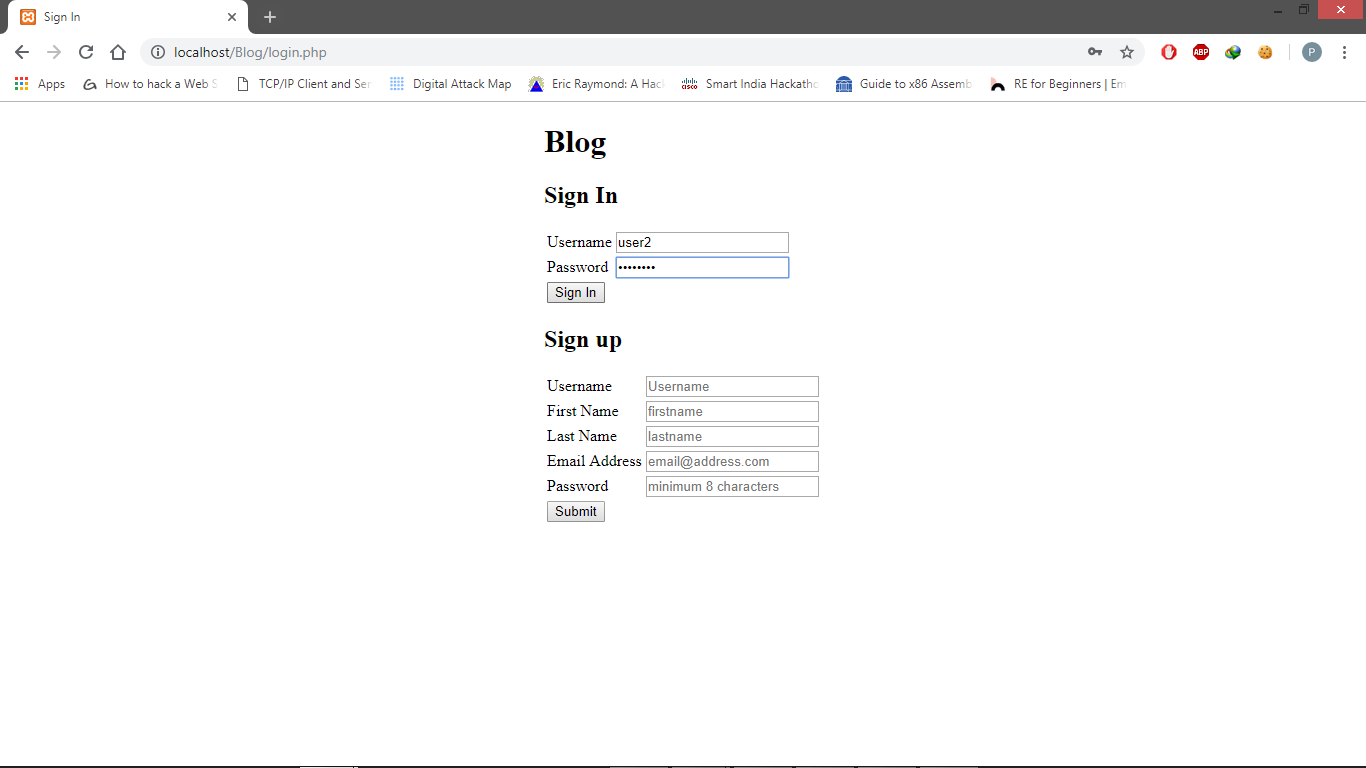 Sign In
localhost/Blog/login.php
P
Apps How to hack a Web S TCP/IP Client and Ser Digital Attack Map Eric Raymond: A Hac Smart India Hackatho Guide to x86 Assemb RE for Beginners | Em
ABP
cisco
Blog
Sign In
Username user2
Password ••••••••
Sign In
Sign up
Username Username
First Name firstname
Last Name lastname
Email Address email@address.com
Password minimum 8 characters
Submit